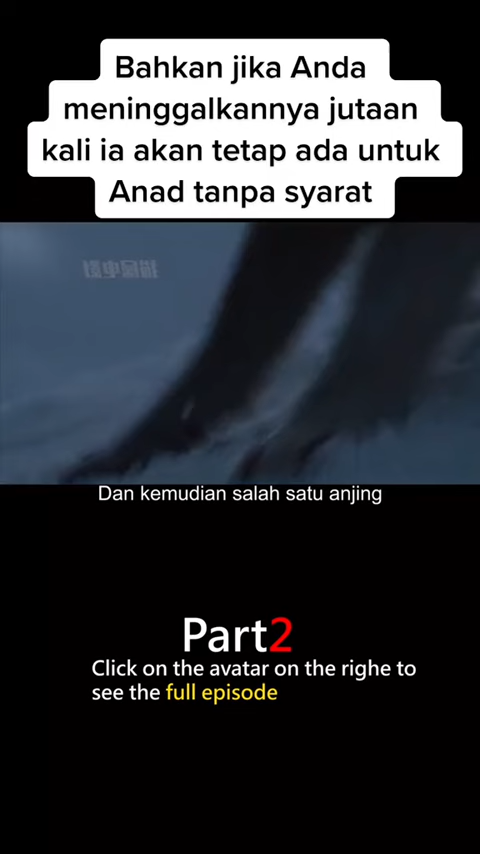 Bahkan jika Anda
meninggalkannya jutaan
kali ia akan tetap ada untuk
Anad tanpa syarat
Dan kemudian salah satu anjing
Part2
Click on the avatar on the righe to
see the full episode